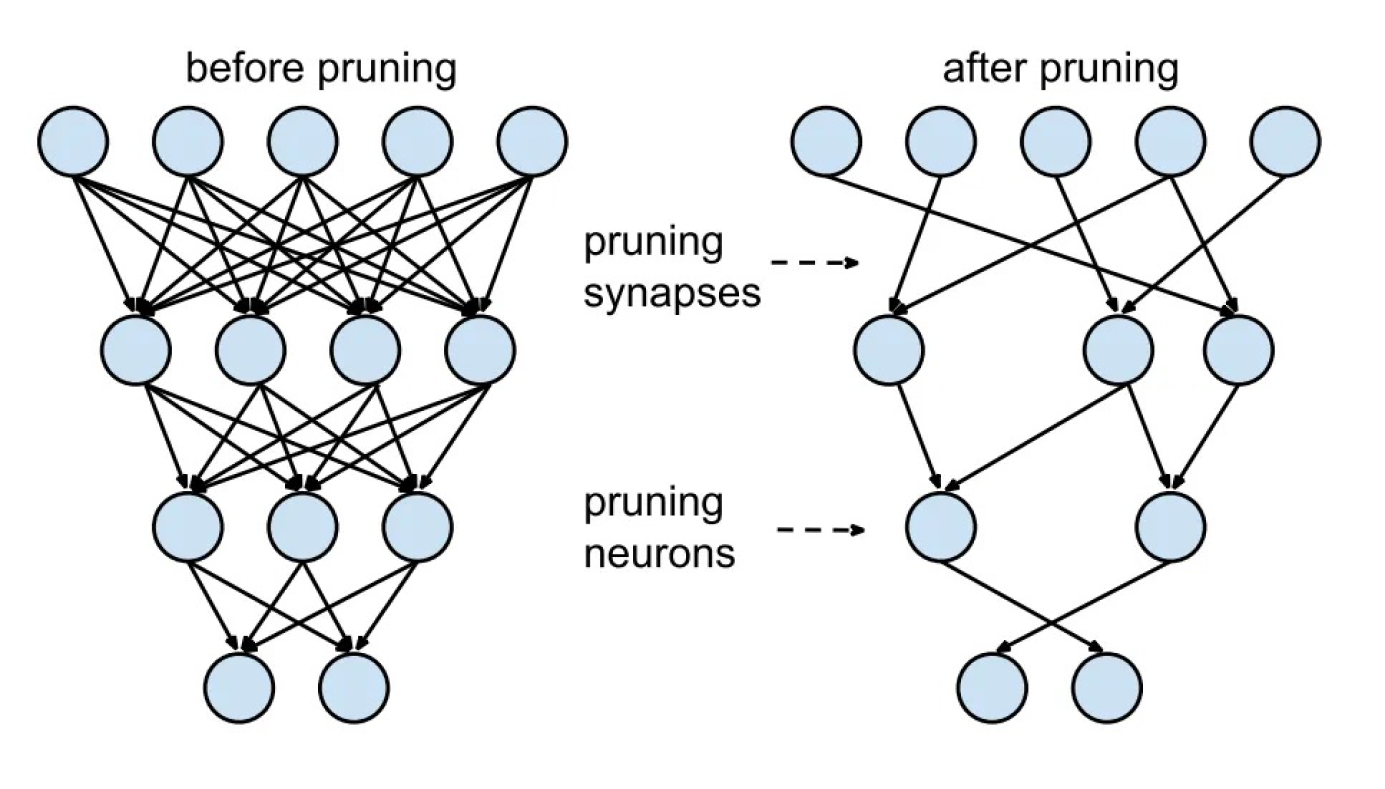 before pruning
after pruning
pruning
synapses
pruning
neurons